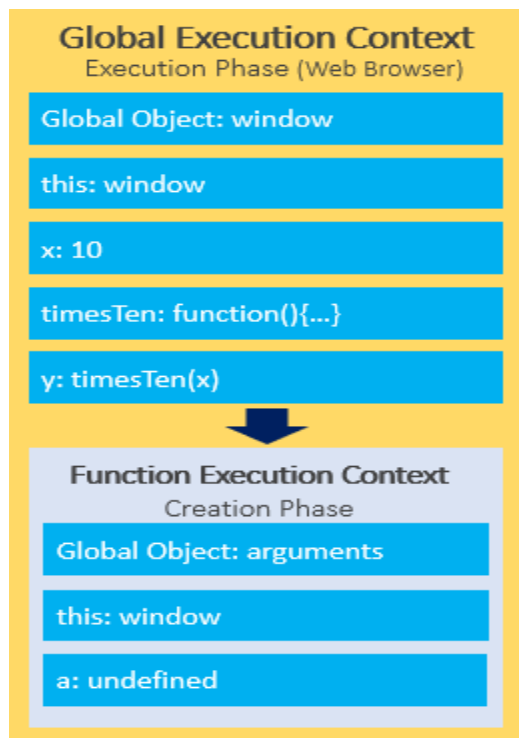 Global Execution Context
Execution Phase (Web Browser)
Global Object: window
this: window
x: 10
timesTen: function(){...}
y: timesTen(x)
Function Execution Context
Creation Phase
Global Object: arguments
this: window
a: undefined